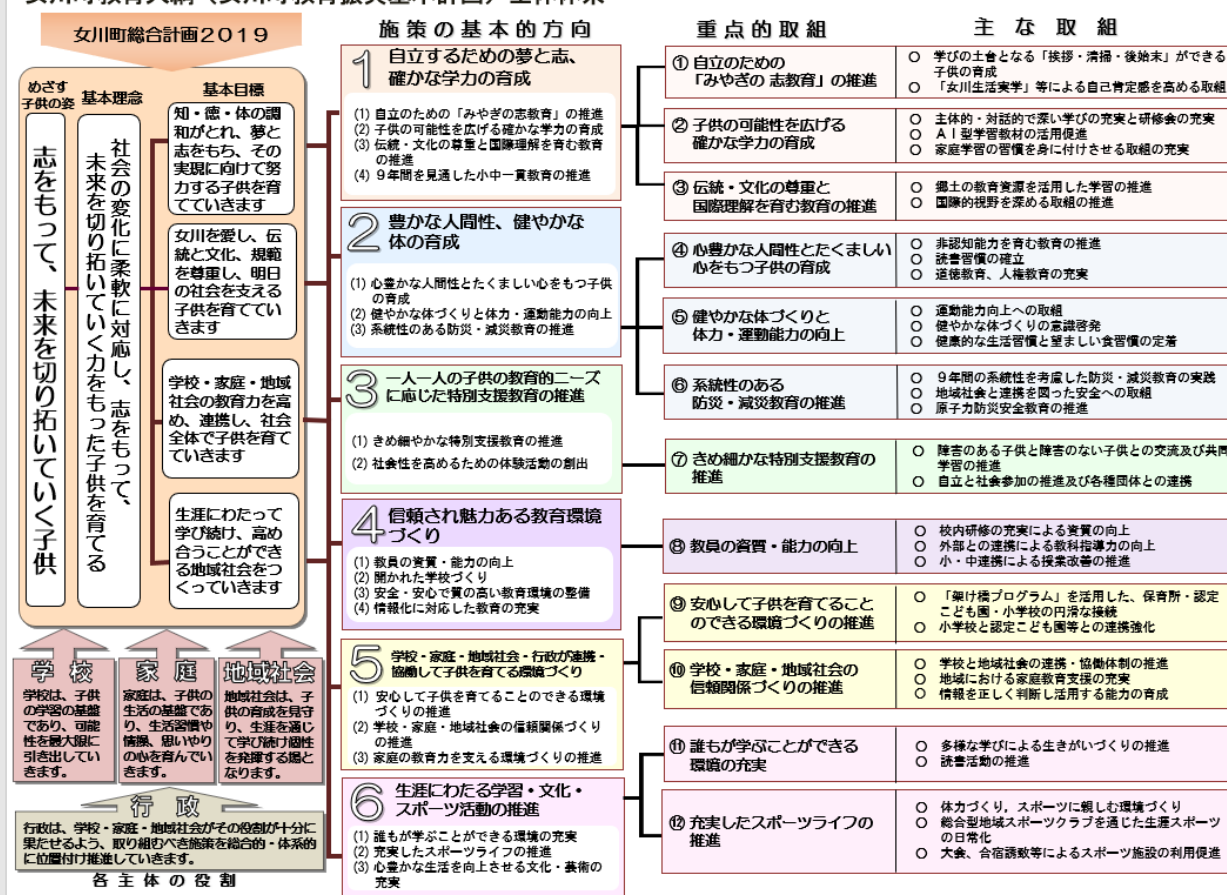 女川町総合計画2019
めざす
子供の姿
志をもって、未来を切り拓いていく子供
基本理念
社会の変化に柔軟に対応し、志をもって、
未来を切り拓いていく力をもった子供を育てる
基本目標
知・徳・体の調
和がとれ、夢と
志をもち、その
実現に向けて努
力する子供を育
てていきます
女川を愛し、伝
統と文化、規範
を尊重し、明日
の社会を支える
子供を育ててい
きます
学校・家庭・地域
社会の教育力を高
め、連携し、社会
全体で子供を育て
ていきます
生涯にわたって
学び続け、高め
合うことができ
る地域社会をつ
くっていきます
学校
学校は、子供
の学習の基盤
であり、可能
性を最大限に
引き出してい
きます。
家庭
家庭は、子供の
生活の基盤であ
り、生活習慣や
情操、思いやり
の心を育んでい
きます。
地域社会
地域社会は、子
供の育成を見守
り、生涯を通じ
て学び続け個性
を発揮する場と
なります。
行政
行政は、学校・家庭・地域社会がその役割が十分に
果たせるよう、取り組むべき施策を総合的・体系的
に位置付け推進していきます。
各主体の役割
施策の基本的方向
1 自立するための夢と志、
確かな学力の育成
(1) 自立のための「みやぎの志教育」の推進
(2) 子供の可能性を広げる確かな学力の育成
(3) 伝統・文化の尊重と国際理解を育む教育
の推進
(4) 9年間を見通した小中一貫教育の推進
2 豊かな人間性、健やかな
体の育成
(1) 心豊かな人間性とたくましい心をもつ子供
の育成
(2) 健やかな体づくりと体力・運動能力の向上
(3) 系統性のある防災・減災教育の推進
3 一人一人の子供の教育的ニーズ
に応じた特別支援教育の推進
(1) きめ細やかな特別支援教育の推進
(2) 社会性を高めるための体験活動の創出
4 信頼され魅力ある教育環境
づくり
(1) 教員の資質・能力の向上
(2) 開かれた学校づくり
(3) 安全・安心で質の高い教育環境の整備
(4) 情報化に対応した教育の充実
5 学校・家庭・地域社会・行政が連携・
協働して子供を育てる環境づくり
(1) 安心して子供を育てることのできる環境
づくりの推進
(2) 学校・家庭・地域社会の信頼関係づくり
の推進
(3) 家庭の教育力を支える環境づくりの推進
6 生涯にわたる学習・文化・
スポーツ活動の推進
(1) 誰もが学ぶことができる環境の充実
(2) 充実したスポーツライフの推進
(3) 心豊かな生活を向上させる文化・芸術の
充実
重点的取組
① 自立のための
「みやぎの 志教育」の推進
② 子供の可能性を広げる
確かな学力の育成
③ 伝統・文化の尊重と
国際理解を育む教育の推進
④ 心豊かな人間性とたくましい
心をもつ子供の育成
⑤ 健やかな体づくりと
体力・運動能力の向上
⑥ 系統性のある
防災・減災教育の推進
⑦ きめ細かな特別支援教育の
推進
⑧ 教員の資質・能力の向上
⑨ 安心して子供を育てること
のできる環境づくりの推進
⑩ 学校・家庭・地域社会の
信頼関係づくりの推進
⑪ 誰もが学ぶことができる
環境の充実
⑫ 充実したスポーツライフの
推進
主な取組
○ 学びの土台となる「挨拶・清掃・後始末」ができる
子供の育成
○ 「女川生活実学」等による自己肯定感を高める取組
○ 主体的・対話的で深い学びの充実と研修会の充実
○ AI型学習教材の活用促進
○ 家庭学習の習慣を身に付けさせる取組の充実
○ 郷土の教育資源を活用した学習の推進
○ 国際的視野を深める取組の推進
○ 非認知能力を育む教育の推進
○ 読書習慣の確立
○ 道徳教育、人権教育の充実
○ 運動能力向上への取組
○ 健やかな体づくりの意識啓発
○ 健康的な生活習慣と望ましい食習慣の定着
○ 9年間の系統性を考慮した防災・減災教育の実践
○ 地域社会と連携を図った安全への取組
○ 原子力防災安全教育の推進
○ 障害のある子供と障害のない子供との交流及び共同
学習の推進
○ 自立と社会参加の推進及び各種団体との連携
○ 校内研修の充実による資質の向上
○ 外部との連携による教科指導力の向上
○ 小・中連携による授業改善の推進
○ 「架け橋プログラム」を活用した、保育所・認定
こども園・小学校の円滑な接続
○ 小学校と認定こども園等との連携強化
○ 学校と地域社会の連携・協働体制の推進
○ 地域における家庭教育支援の充実
○ 情報を正しく判断し活用する能力の育成
○ 多様な学びによる生きがいづくりの推進
○ 読書活動の推進
○ 体力づくり、スポーツに親しむ環境づくり
○ 総合型地域スポーツクラブを通じた生涯スポーツ
の日常化
○ 大会、合宿誘致等によるスポーツ施設の利用促進